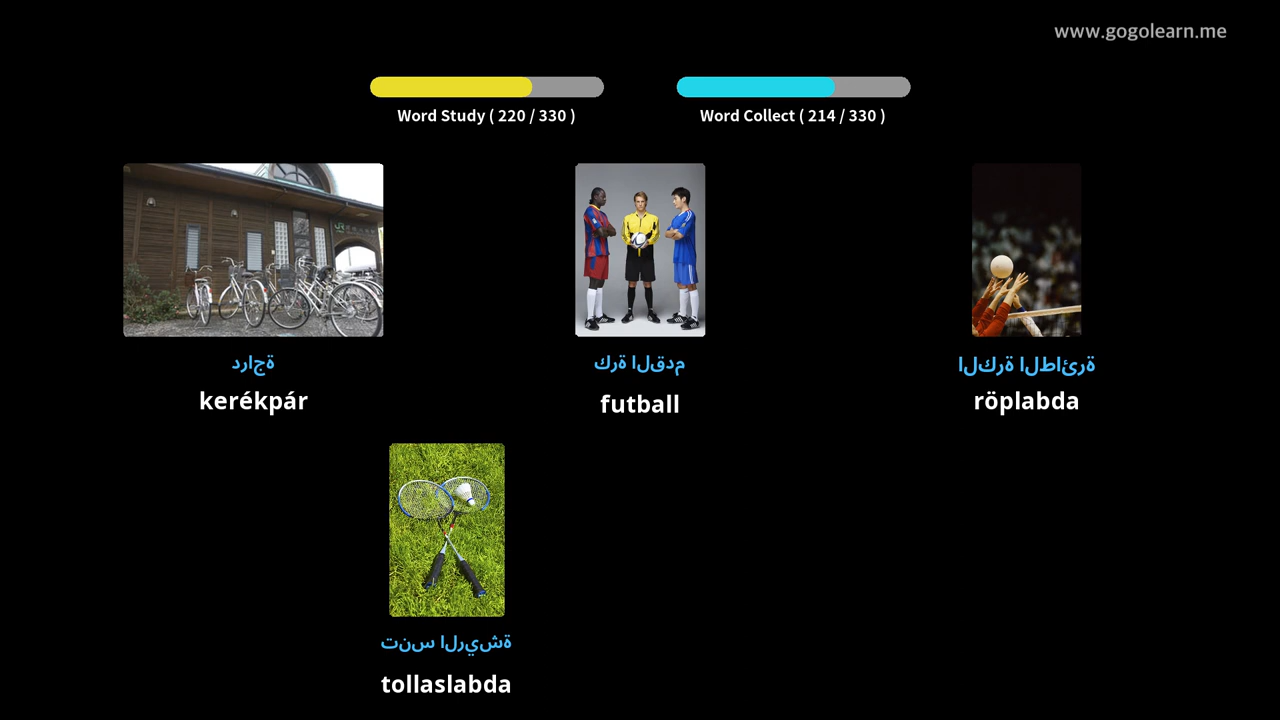 www.gogolearn.me
Word Study ( 220 / 330 )
Word Collect ( 214 / 330 )
JR
دراجة
كرة القدم
الكرة الطائرة
kerékpár
futball
röplabda
تنس الريشة
tollaslabda